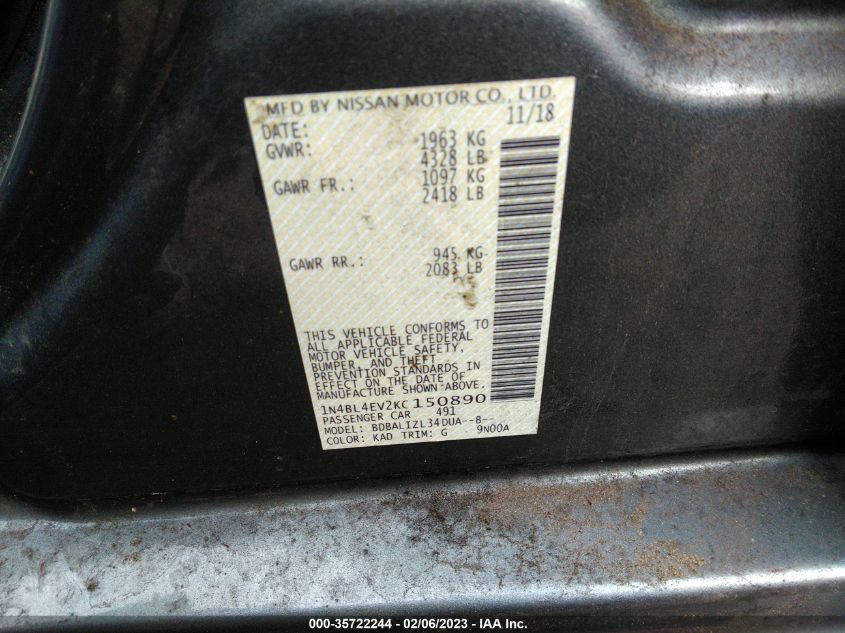 MFD BY NISSAN MOTOR CO., LTD.
DATE: 11/18
GVWR: 1963 KG
4328 LB
GAWR FR.: 1097 KG
2418 LB
GAWR RR.: 945 KG
2083 LB
THIS VEHICLE CONFORMS TO
ALL APPLICABLE FEDERAL
MOTOR VEHICLE SAFETY,
BUMPER, AND THEFT
PREVENTION STANDARDS IN
EFFECT ON THE DATE OF
MANUFACTURE SHOWN ABOVE.
1N4BL4EV2KC150890
PASSENGER CAR 491
MODEL: BDBALIZL34DUA--B--
COLOR: KAD TRIM: G 9N00A
000-35722244 - 02/06/2023 - IAA Inc.